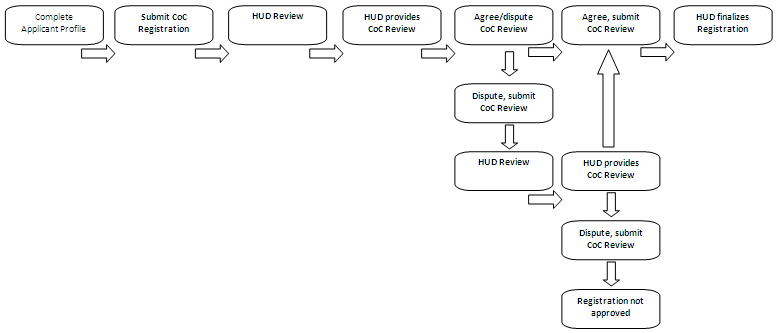 Complete
Applicant Profile
Submit CoC
Registration
HUD Review
HUD provides
CoC Review
Agree/dispute
CoC Review
Agree, submit
CoC Review
HUD finalizes
Registration
Dispute, submit
CoC Review
HUD Review
HUD provides
CoC Review
Dispute, submit
CoC Review
Registration not
approved